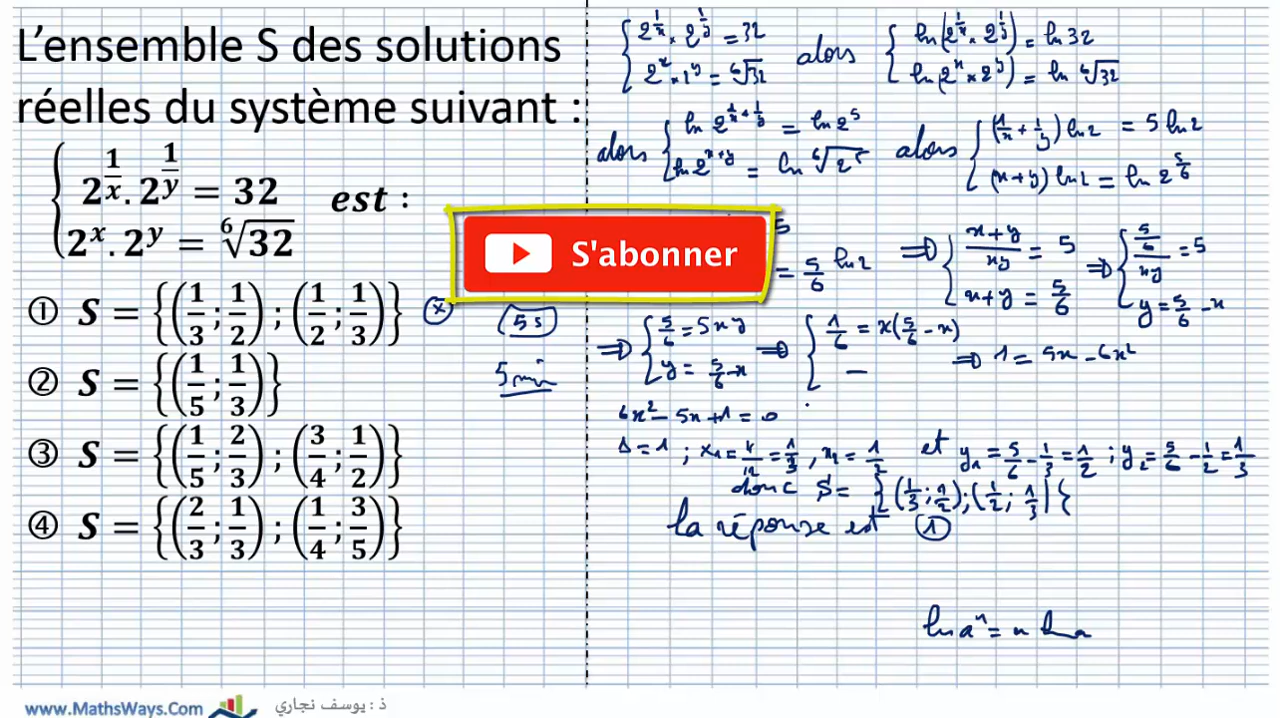 L'ensemble S des solutions
réelles du système suivant :
2^{1/x}.2^{1/y} = 32 est :
2^x.2^y = ⁶√32
① S = {(1/3;1/2);(1/2;1/3)} ⓧ
② S = {(1/5;1/3)}
③ S = {(1/5;2/3);(3/4;1/2)}
④ S = {(2/3;1/3);(1/4;3/5)}
5s
5 min
S'abonner
{ 2^{1/x} × 2^{1/y} = 32 alors { ln(2^{1/x} · 2^{1/y}) = ln 32
2^x × 2^y = ⁶√32 ln(2^x × 2^y) = ln ⁶√32
alors { ln 2^{1/x+1/y} = ln 2^5 alors { (1/x + 1/y) ln 2 = 5 ln 2
ln 2^{x+y} = ln ⁶√2^5 (x+y) ln 2 = ln 2^{5/6}
5 ⇒ { (x+y)/xy = 5 ⇒ { (5/6)/xy = 5
= 5/6 ln 2 x+y = 5/6 y = 5/6 - x
⇒ { 5/6 = 5xy ⇒ { 1/6 = x(5/6 - x) ⇒ 1 = 5x - 6x²
y = 5/6 - x —
6x² - 5x + 1 = 0
Δ = 1 ; x₁ = 4/12 = 1/3 , x₂ = 1/2 et y₁ = 5/6 - 1/3 = 1/2 ; y₂ = 5/6 - 1/2 = 1/3
donc S = {(1/3 ; 1/2);(1/2 ; 1/3)}
la réponse est ①
ln aⁿ = n ln a
www.MathsWays.Com
ذ : يوسف نجاري